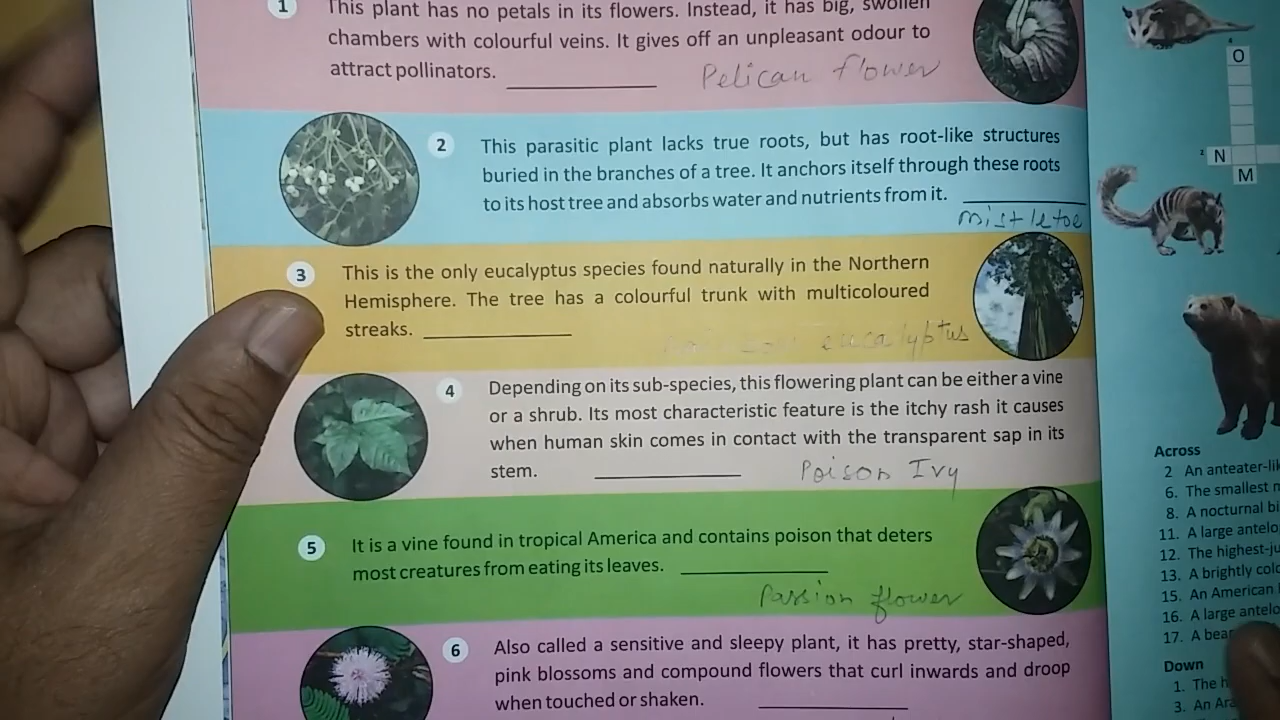 1 This plant has no petals in its flowers. Instead, it has big, swollen
chambers with colourful veins. It gives off an unpleasant odour to
attract pollinators. Pelican flower
2 This parasitic plant lacks true roots, but has root-like structures
buried in the branches of a tree. It anchors itself through these roots
to its host tree and absorbs water and nutrients from it.
mistletoe
3 This is the only eucalyptus species found naturally in the Northern
Hemisphere. The tree has a colourful trunk with multicoloured
streaks. eucalyptus
4 Depending on its sub-species, this flowering plant can be either a vine
or a shrub. Its most characteristic feature is the itchy rash it causes
when human skin comes in contact with the transparent sap in its
stem. Poison Ivy
5 It is a vine found in tropical America and contains poison that deters
most creatures from eating its leaves.
Passion flower
6 Also called a sensitive and sleepy plant, it has pretty, star-shaped,
pink blossoms and compound flowers that curl inwards and droop
when touched or shaken.
O
N
M
Across
2 An anteater-lik
6. The smallest m
8. A nocturnal bi
11. A large antelo
12. The highest-ju
13. A brightly colo
15. An American
16. A large antelo
17. A bear
Down
1. The h
3. An Ara